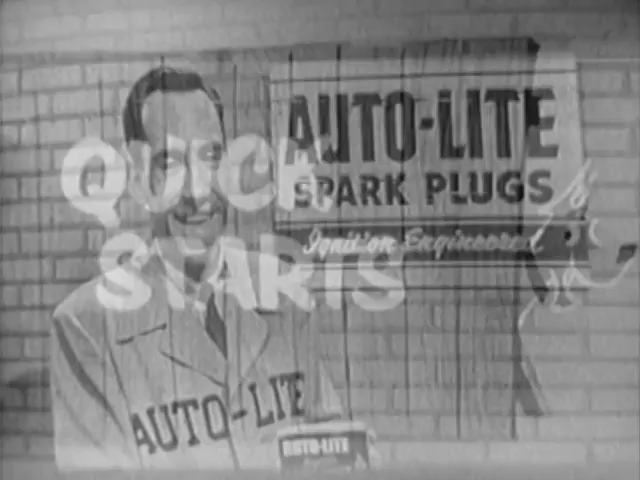 AUTO-LITE
SPARK PLUGS
Ignition Engineered
QUICK
STARTS
AUTO-LITE
AUTO-LITE